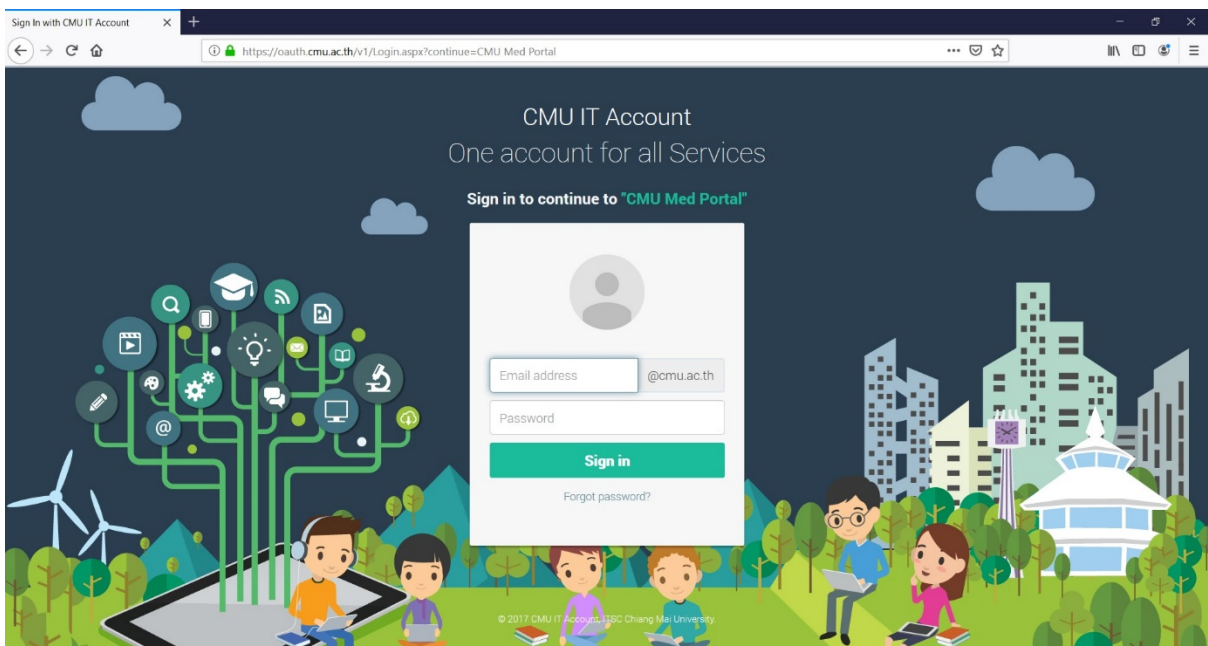 Sign In with CMU IT Account
https://oauth.cmu.ac.th/v1/Login.aspx?continue=CMU Med Portal
CMU IT Account
One account for all Services
Sign in to continue to "CMU Med Portal"
Email address @cmu.ac.th
Password
Sign in
Forgot password?
© 2017 CMU IT Account, ITSC Chiang Mai University.